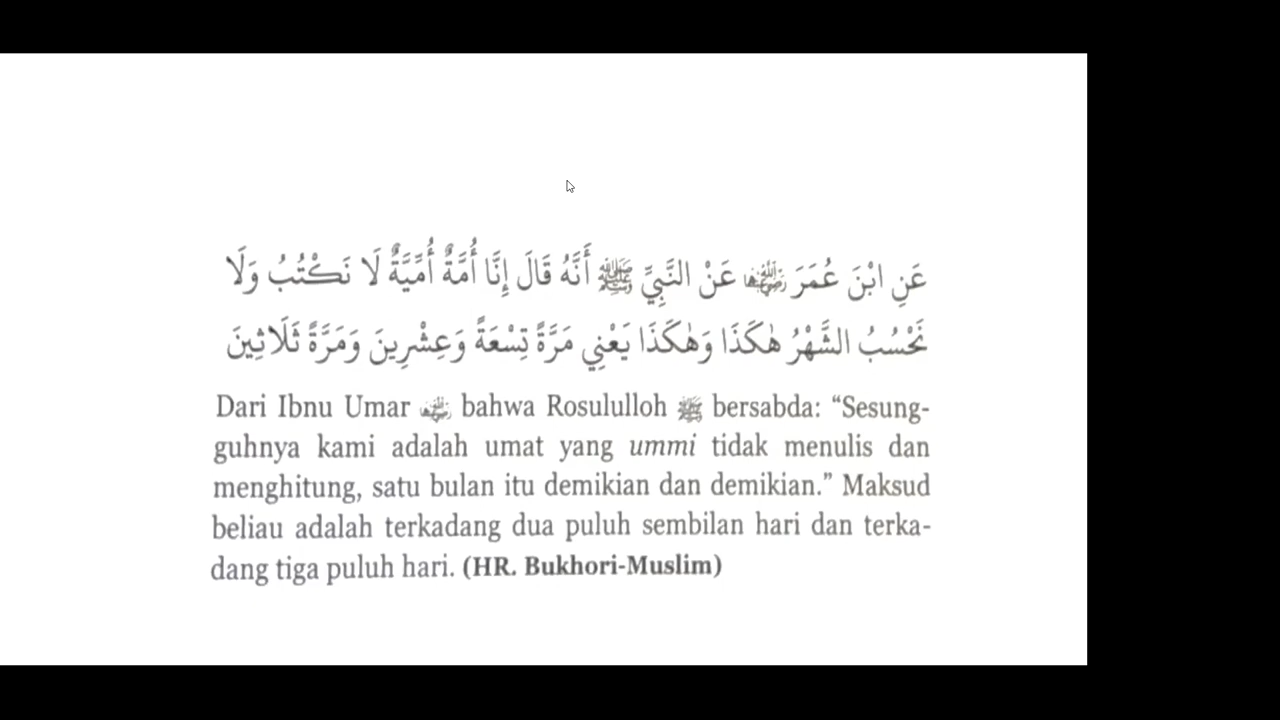 عَنِ ابْنَ عُمَرَ رضي الله عنهما عَنْ النَّبِيِّ ﷺ أَنَّهُ قَالَ إِنَّا أُمَّةٌ أُمِّيَّةٌ لَا نَكْتُبُ وَلَا
نَحْسُبُ الشَّهْرُ هٰكَذَا وَهٰكَذَا يَعْنِي مَرَّةً تِسْعَةً وَعِشْرِينَ وَمَرَّةً ثَلَاثِينَ
Dari Ibnu Umar رضي الله عنهما bahwa Rosululloh ﷺ bersabda: “Sesung-
guhnya kami adalah umat yang ummi tidak menulis dan
menghitung, satu bulan itu demikian dan demikian.” Maksud
beliau adalah terkadang dua puluh sembilan hari dan terka-
dang tiga puluh hari. (HR. Bukhori-Muslim)